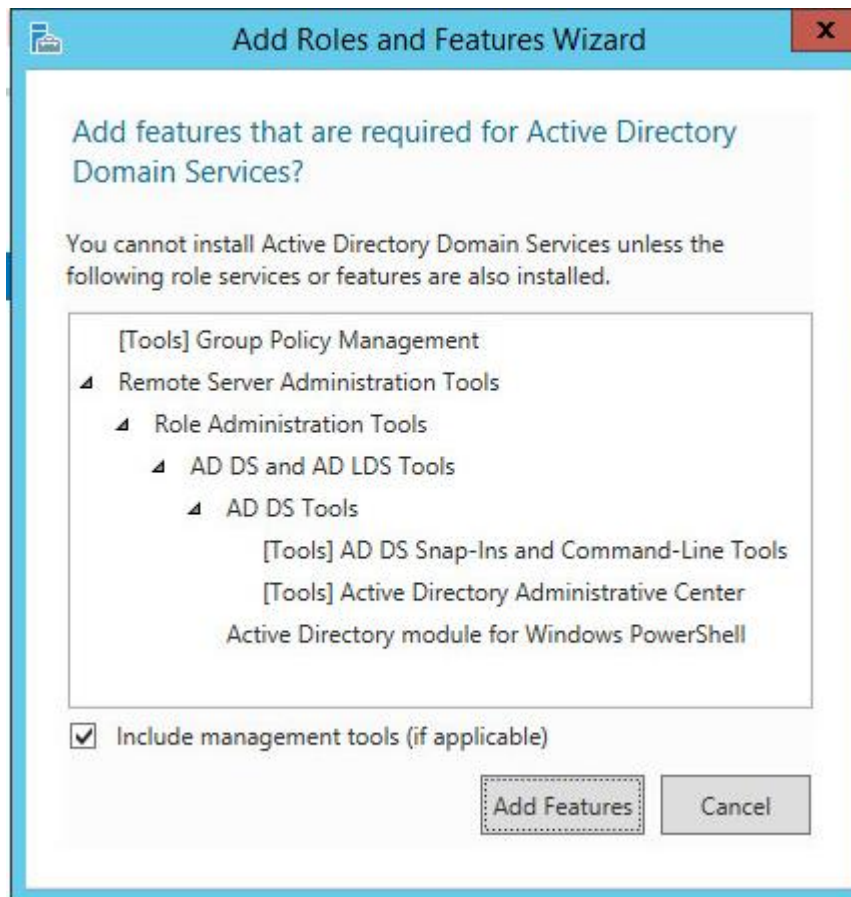 Add Roles and Features Wizard
x
Add features that are required for Active Directory
Domain Services?
You cannot install Active Directory Domain Services unless the
following role services or features are also installed.
[Tools] Group Policy Management
Remote Server Administration Tools
Role Administration Tools
AD DS and AD LDS Tools
AD DS Tools
[Tools] AD DS Snap-Ins and Command-Line Tools
[Tools] Active Directory Administrative Center
Active Directory module for Windows PowerShell
Include management tools (if applicable)
Add Features Cancel